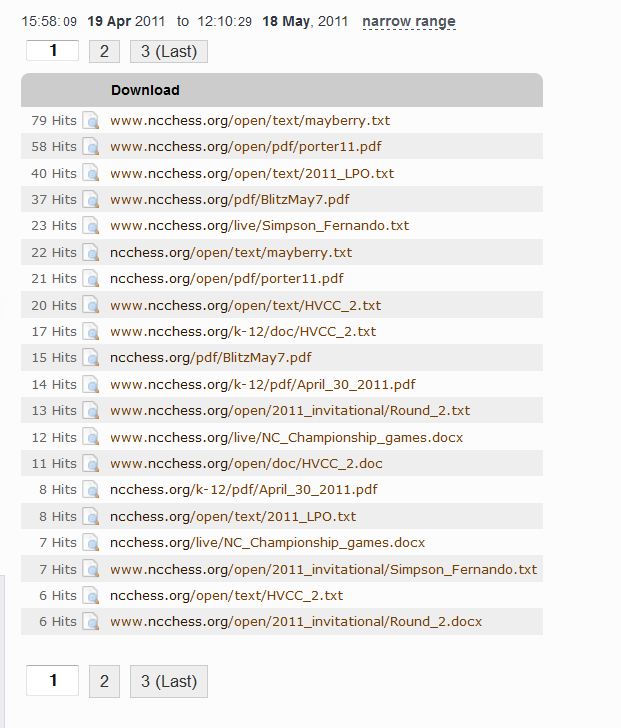 15:58:09 19 Apr 2011 to 12:10:29 18 May, 2011 narrow range
1 2 3 (Last)
Download
79 Hits www.ncchess.org/open/text/mayberry.txt
58 Hits www.ncchess.org/open/pdf/porter11.pdf
40 Hits www.ncchess.org/open/text/2011_LPO.txt
37 Hits www.ncchess.org/pdf/BlitzMay7.pdf
23 Hits www.ncchess.org/live/Simpson_Fernando.txt
22 Hits ncchess.org/open/text/mayberry.txt
21 Hits ncchess.org/open/pdf/porter11.pdf
20 Hits www.ncchess.org/open/text/HVCC_2.txt
17 Hits www.ncchess.org/k-12/doc/HVCC_2.txt
15 Hits ncchess.org/pdf/BlitzMay7.pdf
14 Hits www.ncchess.org/k-12/pdf/April_30_2011.pdf
13 Hits www.ncchess.org/open/2011_invitational/Round_2.txt
12 Hits www.ncchess.org/live/NC_Championship_games.docx
11 Hits www.ncchess.org/open/doc/HVCC_2.doc
8 Hits ncchess.org/k-12/pdf/April_30_2011.pdf
8 Hits ncchess.org/open/text/2011_LPO.txt
7 Hits ncchess.org/live/NC_Championship_games.docx
7 Hits www.ncchess.org/open/2011_invitational/Simpson_Fernando.txt
6 Hits ncchess.org/open/text/HVCC_2.txt
6 Hits www.ncchess.org/open/2011_invitational/Round_2.docx
1 2 3 (Last)